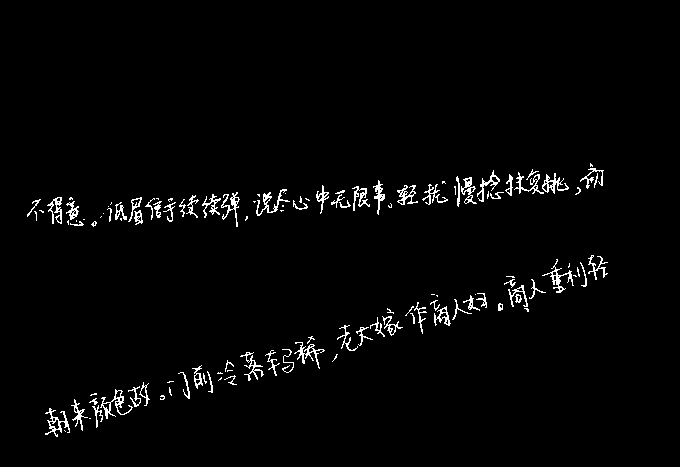 不得意。低眉信手续续弹,说尽心中无限事。轻拢慢捻抹复挑,初
朝来颜色故。门前冷落车马稀,老大嫁作商人妇。商人重利轻